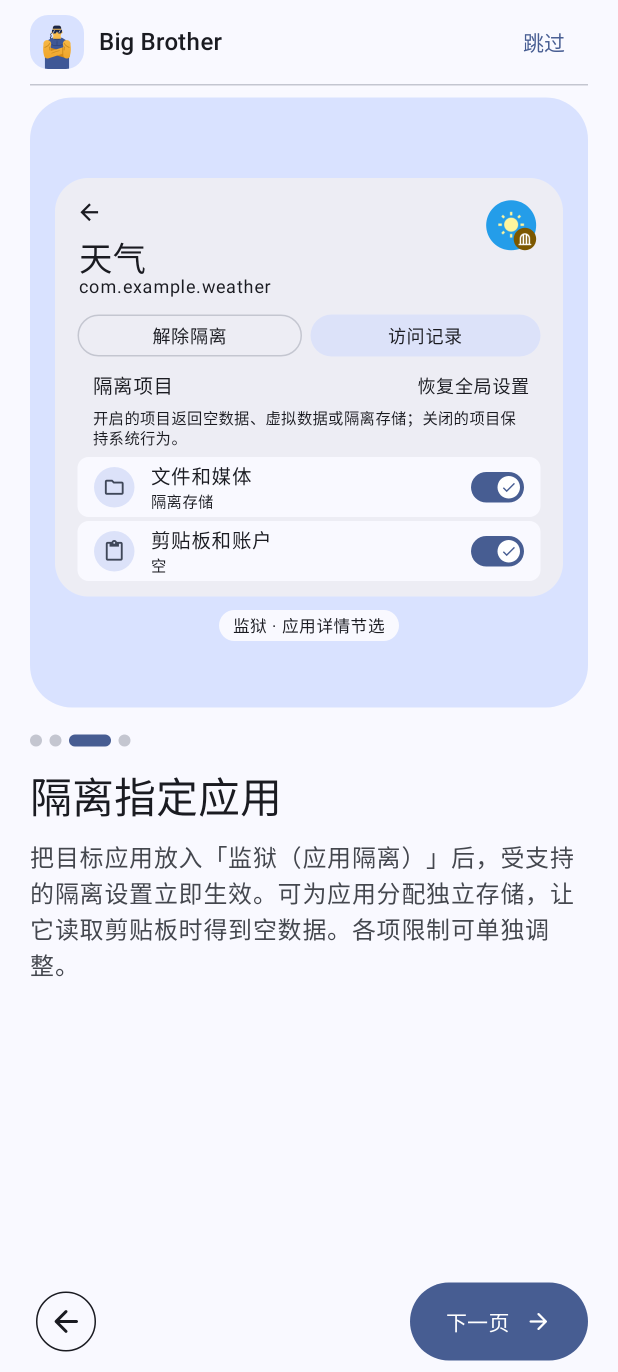 Big Brother
跳过
天气
com.example.weather
解除隔离
访问记录
隔离项目
恢复全局设置
开启的项目返回空数据、虚拟数据或隔离存储；关闭的项目保
持系统行为。
文件和媒体
隔离存储
剪贴板和账户
空
监狱 · 应用详情节选
隔离指定应用
把目标应用放入「监狱（应用隔离）」后，受支持
的隔离设置立即生效。可为应用分配独立存储，让
它读取剪贴板时得到空数据。各项限制可单独调
整。
下一页